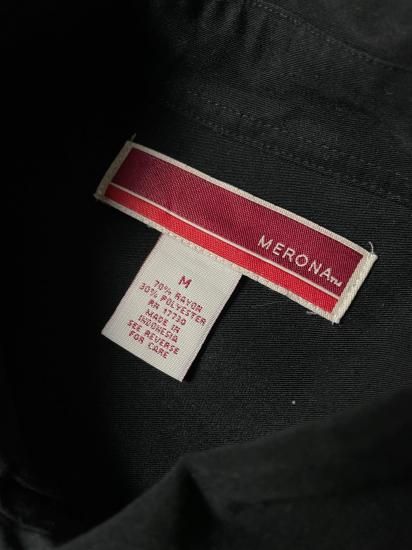 MERONA™
M
70% RAYON
30% POLYESTER
RN 17730
MADE IN
INDONESIA
SEE REVERSE
FOR CARE